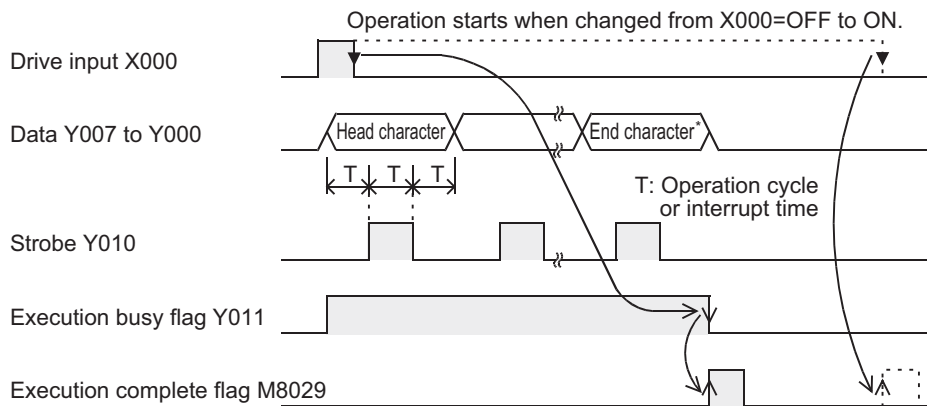 Operation starts when changed from X000=OFF to ON.
Drive input X000
Data Y007 to Y000
Head character
End character*
T T T
T: Operation cycle
or interrupt time
Strobe Y010
Execution busy flag Y011
Execution complete flag M8029